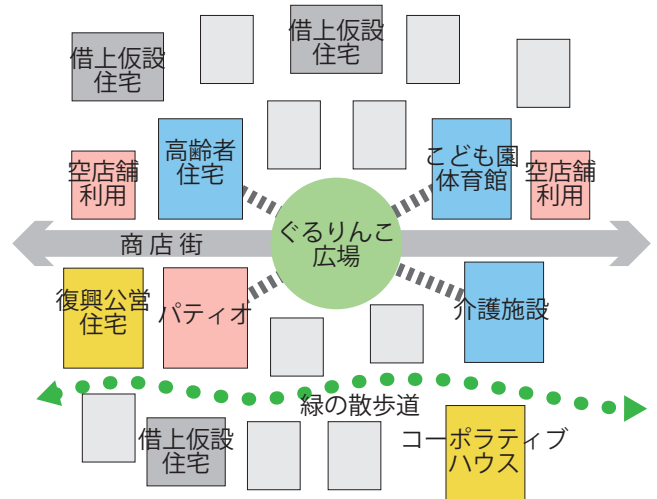 借上仮設
住宅
借上仮設
住宅
空店舗
利用
高齢者
住宅
こども園
体育館
空店舗
利用
商店街
ぐるりんこ
広場
復興公営
住宅
パティオ
介護施設
緑の散歩道
借上仮設
住宅
コーポラティブ
ハウス